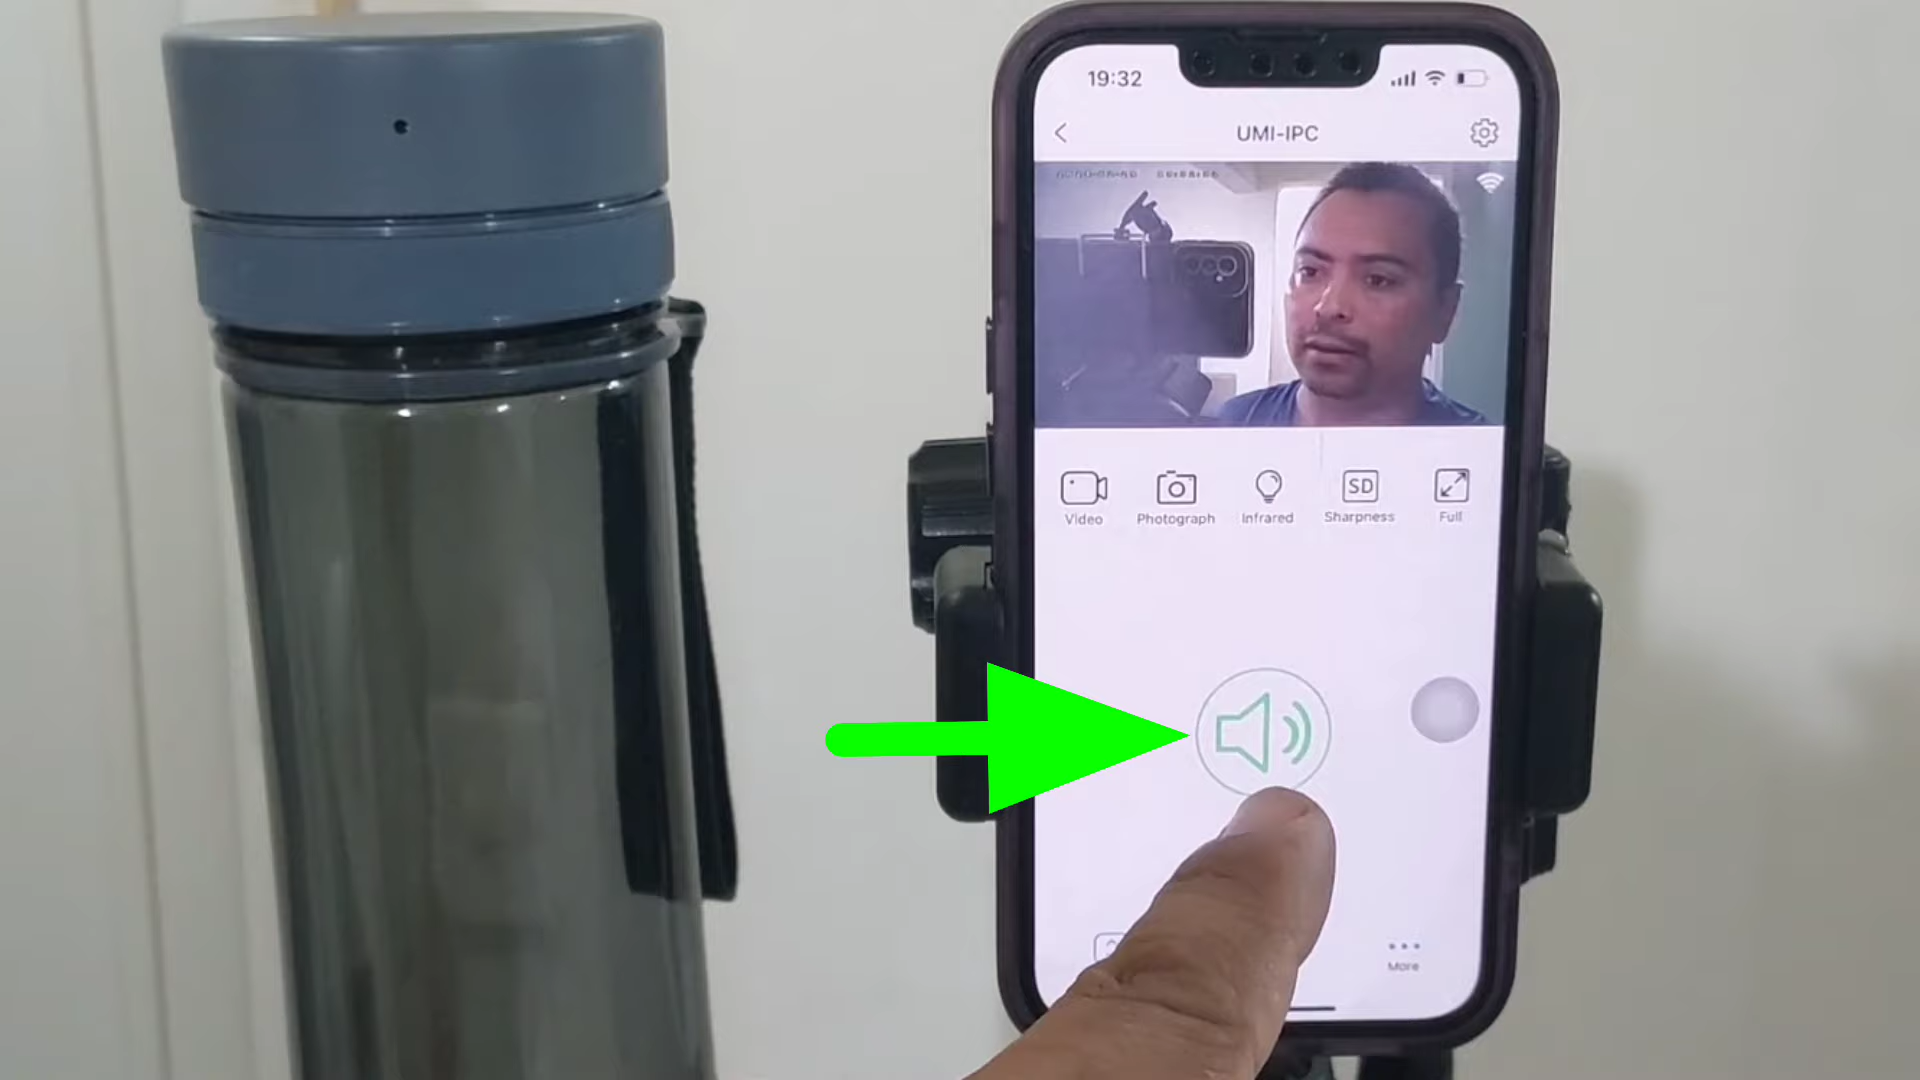 19:32
UMI-IPC
Video
Photograph
Infrared
SD
Sharpness
Full
More